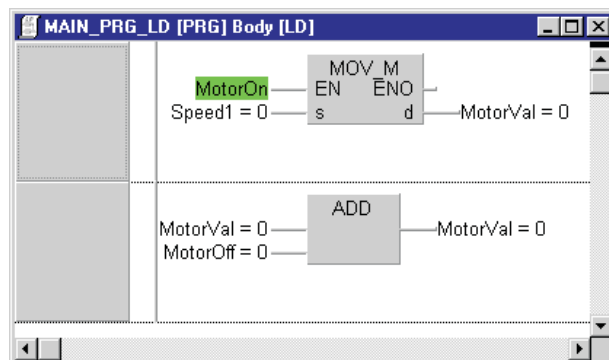 MAIN_PRG_LD [PRG] Body [LD]
MOV_M
MotorOn EN ENO
Speed1 = 0 s d MotorVal = 0
ADD
MotorVal = 0 MotorVal = 0
MotorOff = 0